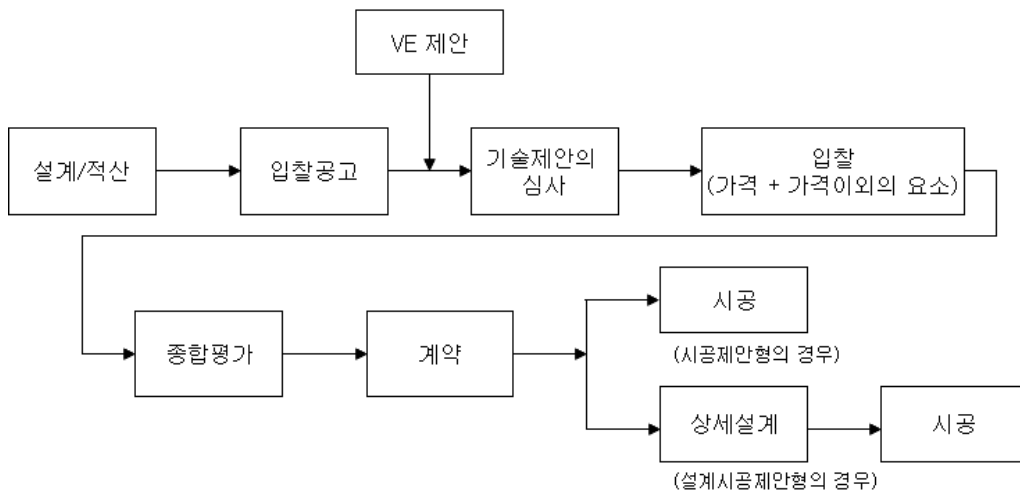 VE 제안
설계/적산
입찰공고
기술제안의
심사
입찰
(가격 + 가격이외의 요소)
종합평가
계약
시공
(시공제안형의 경우)
상세설계
시공
(설계시공제안형의 경우)